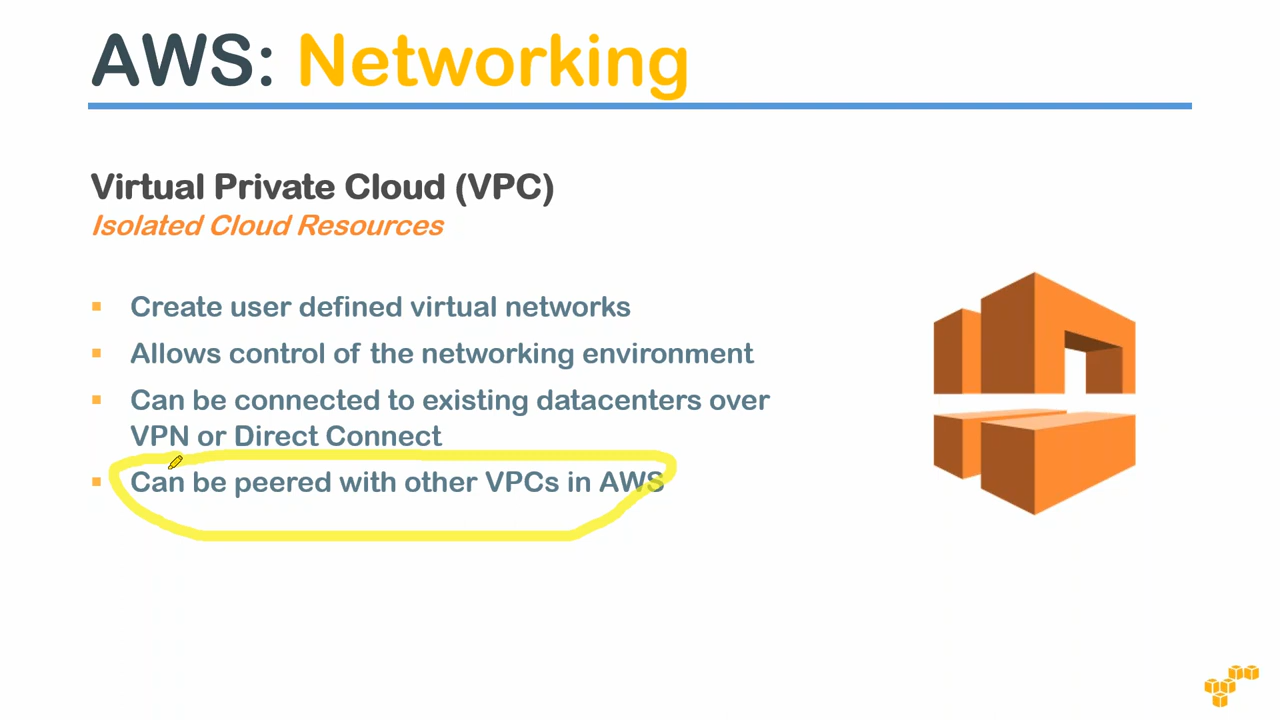 AWS: Networking
Virtual Private Cloud (VPC)
Isolated Cloud Resources
Create user defined virtual networks
Allows control of the networking environment
Can be connected to existing datacenters over
VPN or Direct Connect
Can be peered with other VPCs in AWS